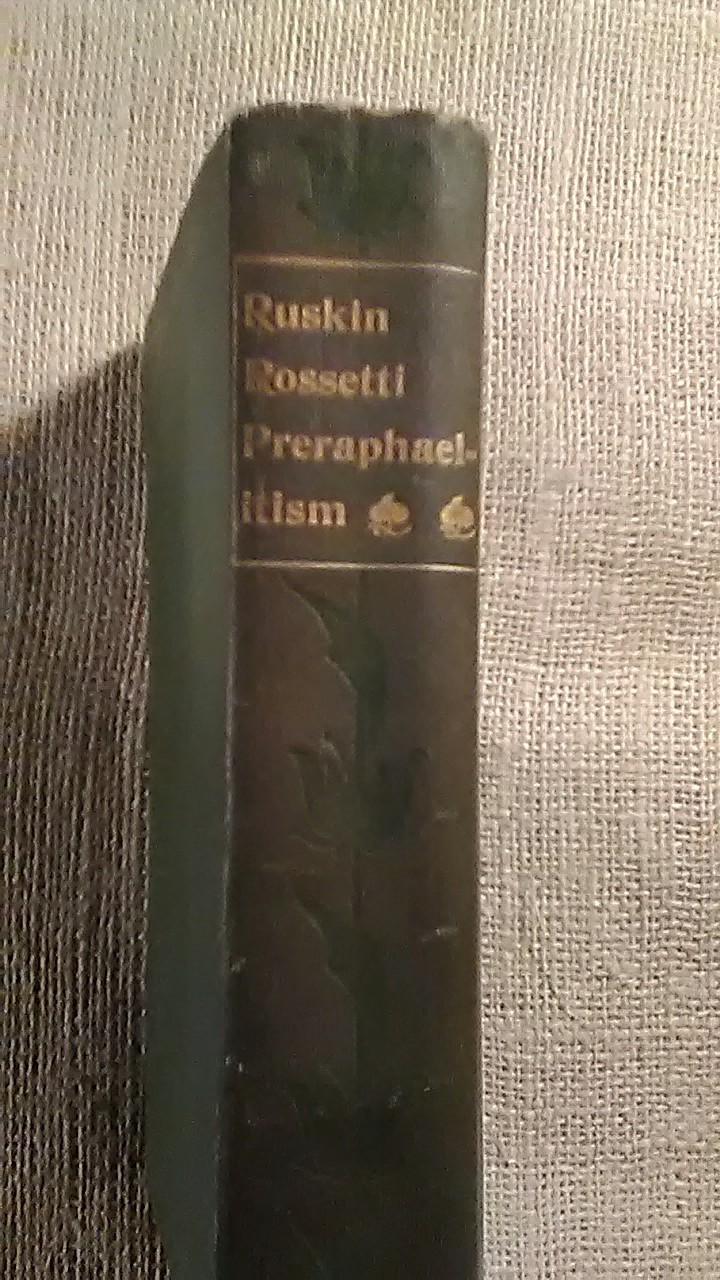 Ruskin
Rossetti
Preraphael-
itism